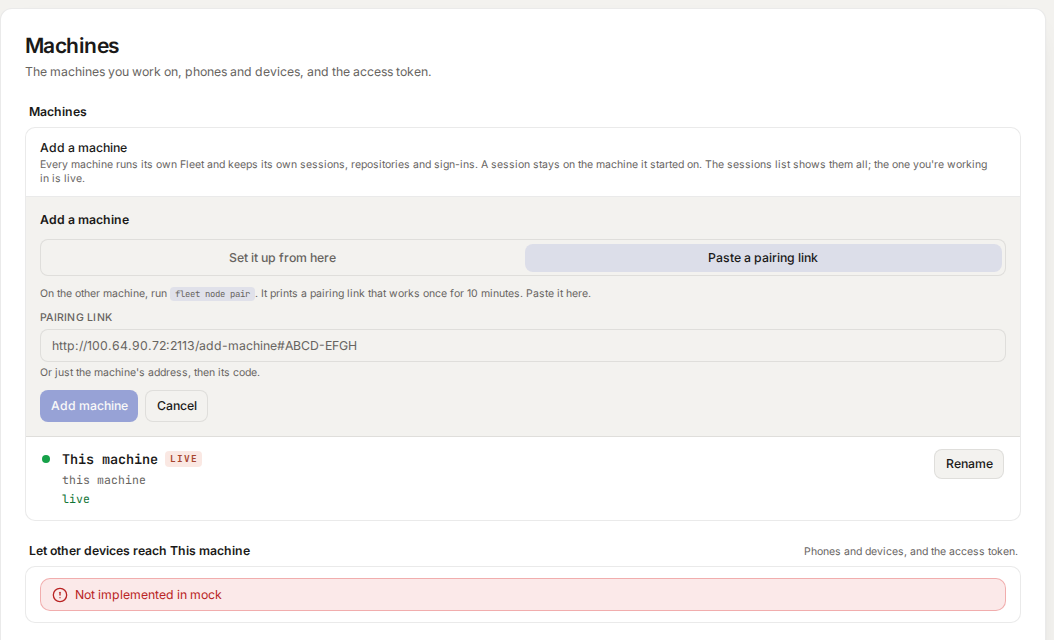 Machines
The machines you work on, phones and devices, and the access token.
Machines
Add a machine
Every machine runs its own Fleet and keeps its own sessions, repositories and sign-ins. A session stays on the machine it started on. The sessions list shows them all; the one you're working
in is live.
Add a machine
Set it up from here
Paste a pairing link
On the other machine, run fleet node pair. It prints a pairing link that works once for 10 minutes. Paste it here.
PAIRING LINK
http://100.64.90.72:2113/add-machine#ABCD-EFGH
Or just the machine's address, then its code.
Add machine
Cancel
This machine LIVE
Rename
this machine
live
Let other devices reach This machine
Phones and devices, and the access token.
Not implemented in mock